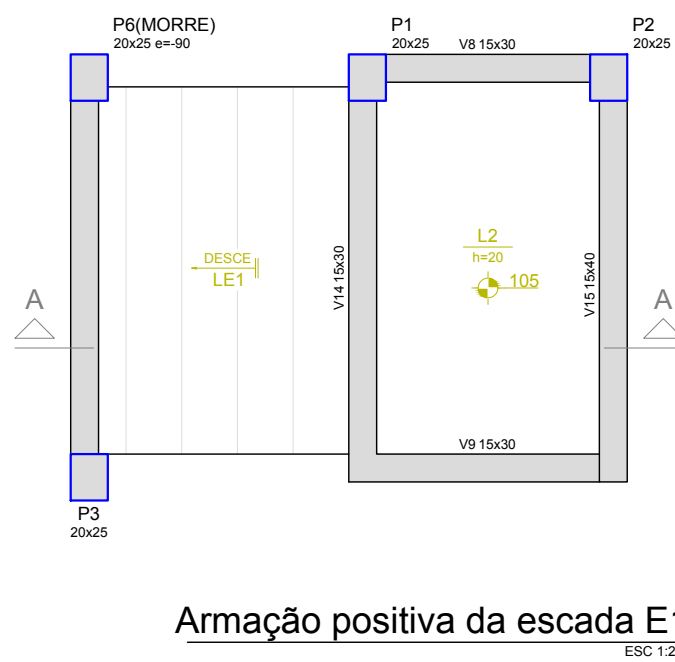 P6(MORRE)
20x25 e=-90
P1
20x25
V8 15x30
P2
20x25
DESCE
LE1
V14 15x30
L2
h=20
105
V15 15x40
A
A
V9 15x30
P3
20x25
Armação positiva da escada E1
ESC 1:2